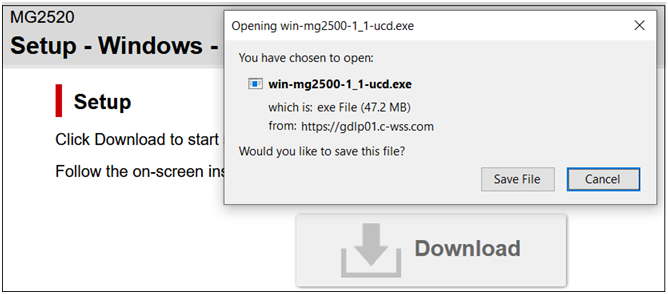 MG2520
Setup - Windows -
Opening win-mg2500-1_1-ucd.exe
You have chosen to open:
win-mg2500-1_1-ucd.exe
which is: exe File (47.2 MB)
from: https://gdlp01.c-wss.com
Would you like to save this file?
Save File
Cancel
Setup
Click Download to start
Follow the on-screen
Download